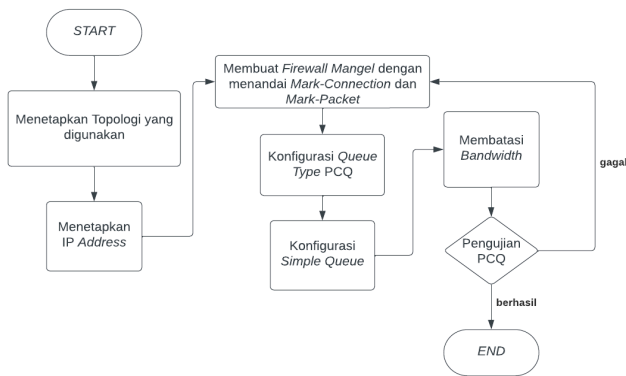 START
Menetapkan Topologi yang
digunakan
Menetapkan
IP Address
Membuat Firewall Mangel dengan
menandai Mark-Connection dan
Mark-Packet
Konfigurasi Queue
Type PCQ
Konfigurasi
Simple Queue
Membatasi
Bandwidth
Pengujian
PCQ
gagal
berhasil
END